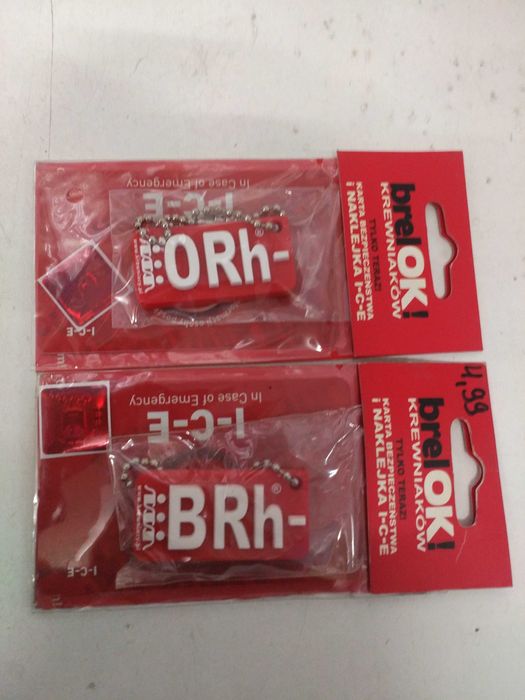 In Case of Emergency
I-C-E
ORh-
®
I-C-E
brelOK!
KREWNIAKÓW
TYLKO TERAZ!
KARTA BEZPIECZEŃSTWA
I NAKLEJKA I-C-E
In Case of Emergency
I-C-E
BRh-
®
I-C-E
4,99
brelOK!
KREWNIAKÓW
TYLKO TERAZ!
KARTA BEZPIECZEŃSTWA
I NAKLEJKA I-C-E